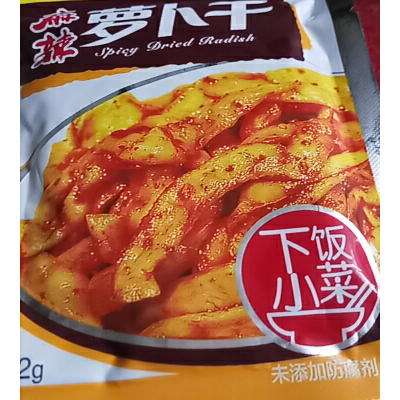 麻辣萝卜干
Spicy Dried Radish
下饭
小菜
2g
未添加防腐剂